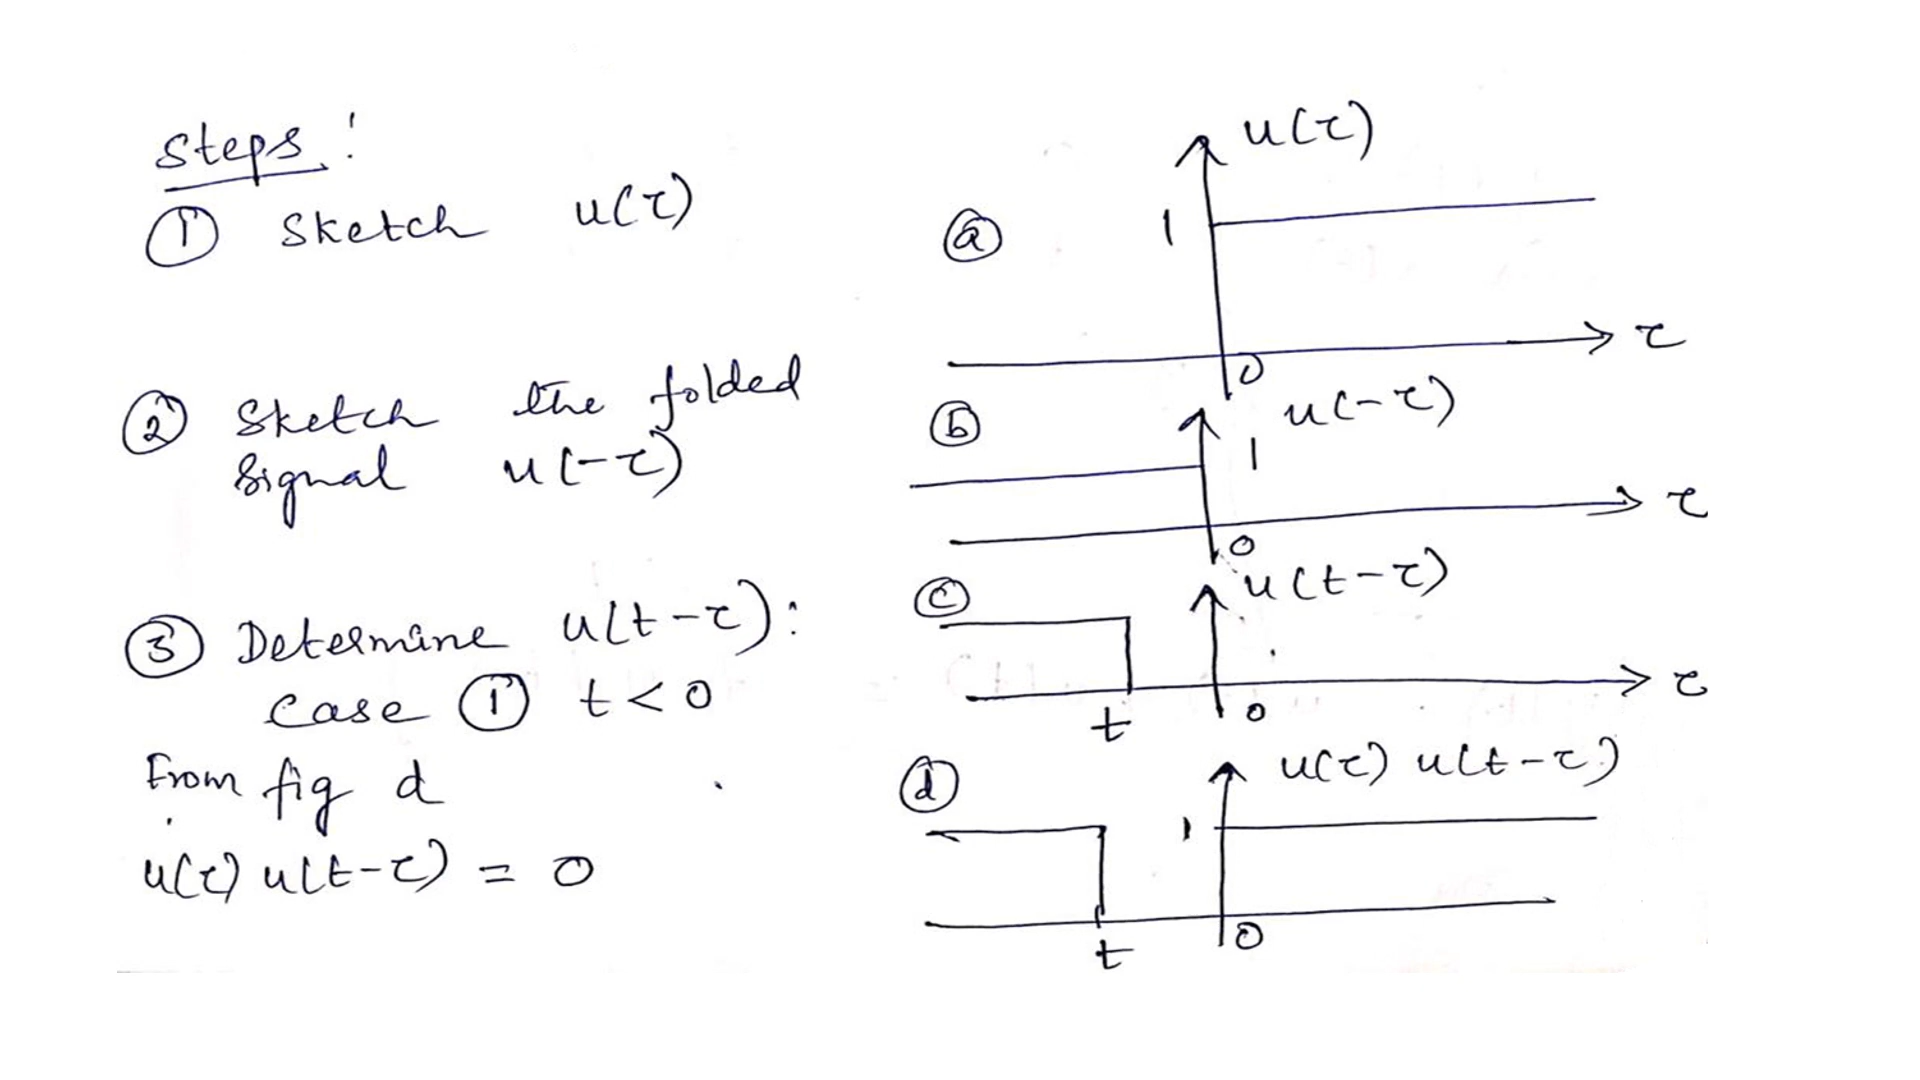 Steps :
① Sketch u(τ)
② Sketch the folded
Signal u(-τ)
③ Determine u(t-τ):
Case ① t < 0
From fig d
u(τ) u(t-τ) = 0
ⓐ
u(τ)
1
0
τ
ⓑ
u(-τ)
1
0
τ
ⓒ
u(t-τ)
t
0
τ
ⓓ
u(τ) u(t-τ)
1
t
0